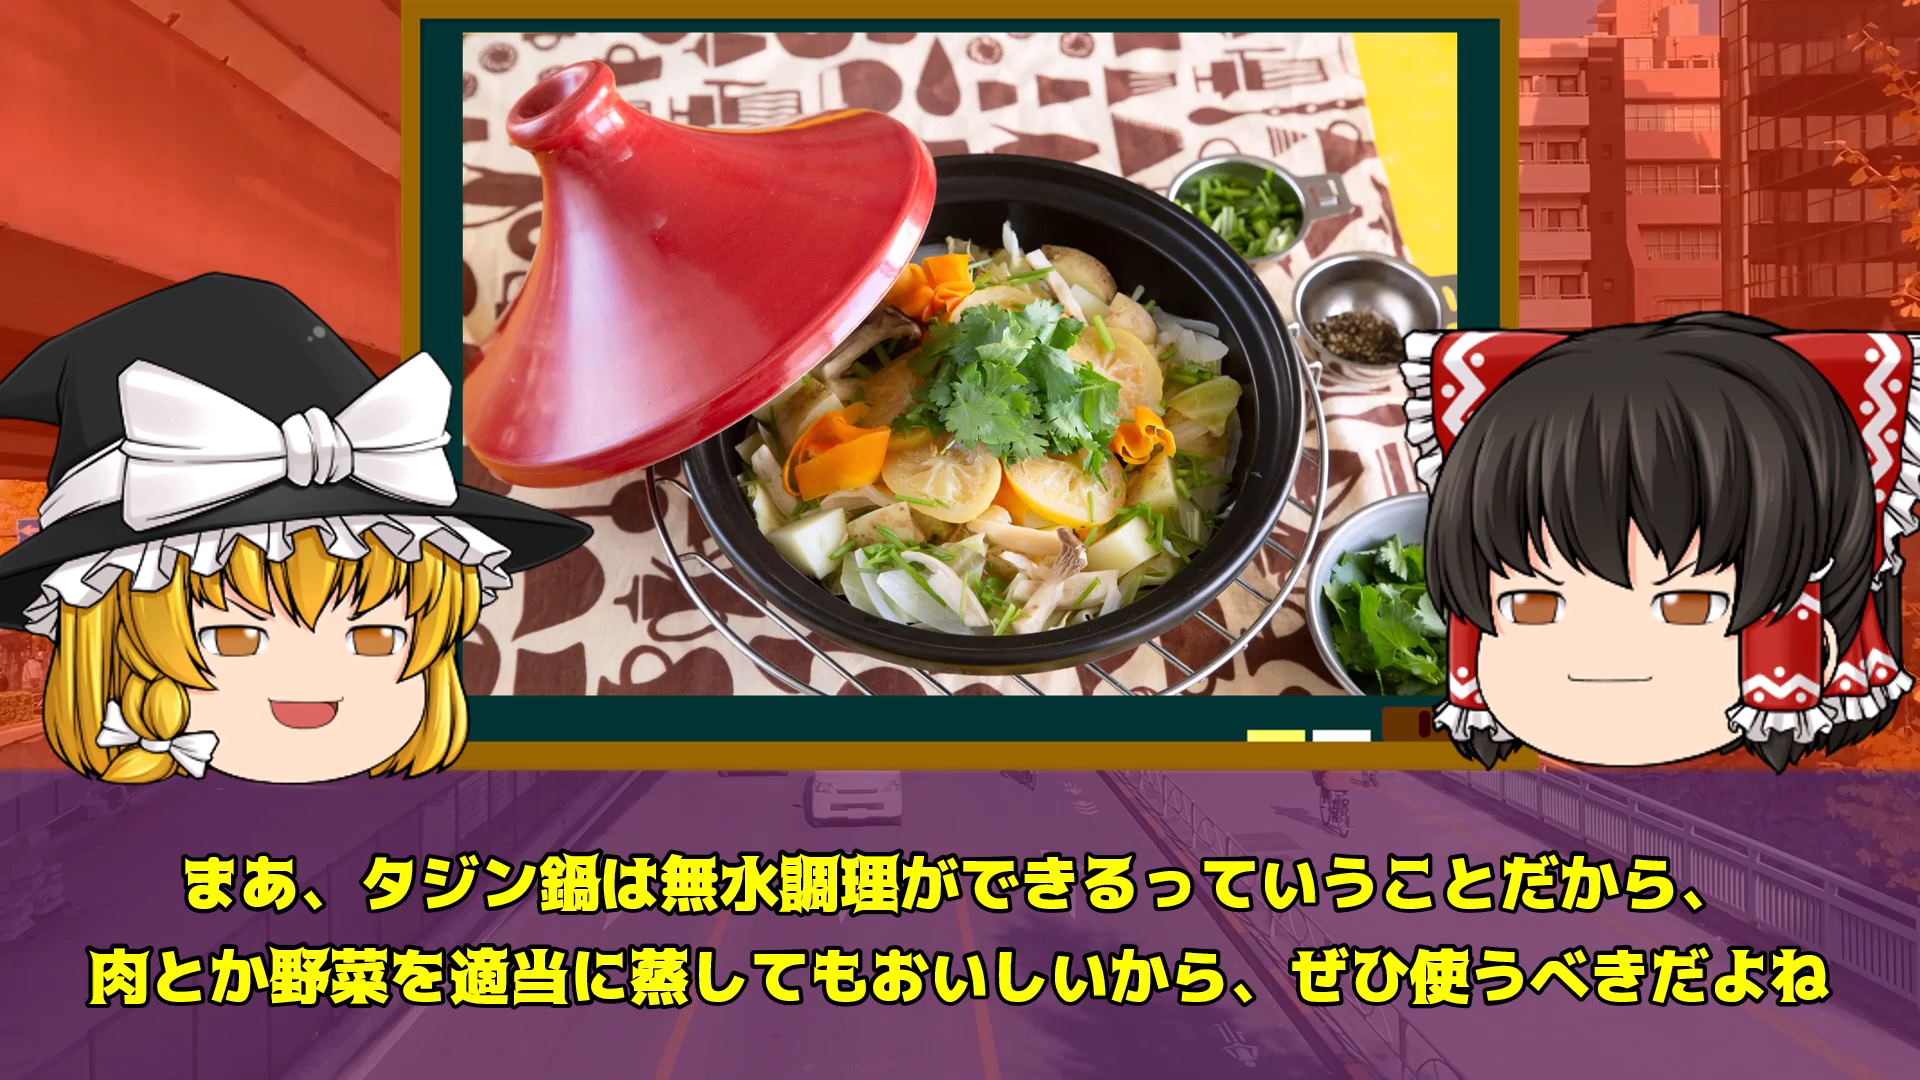 まあ、タジン鍋は無水調理ができるっていうことだから、
肉とか野菜を適当に蒸してもおいしいから、ぜひ使うべきだよね